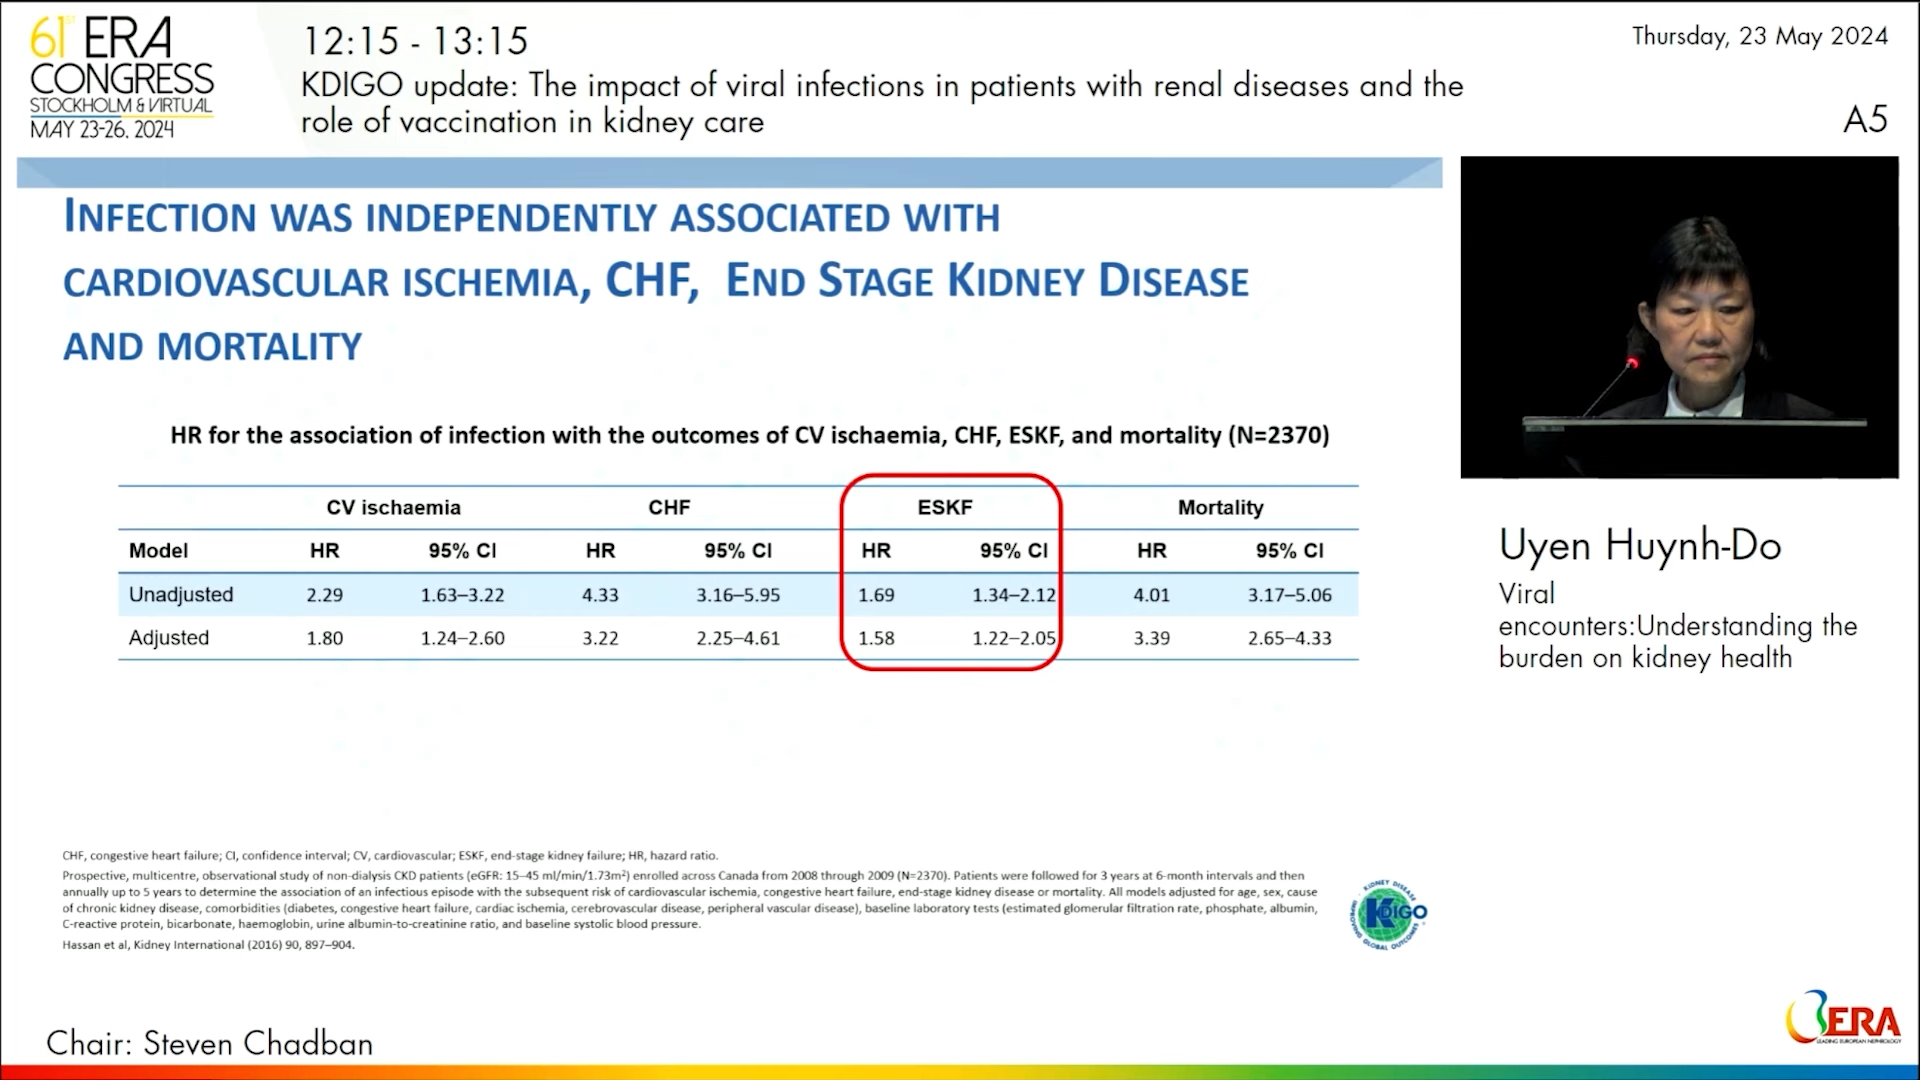 61ST ERA
CONGRESS
STOCKHOLM & VIRTUAL
MAY 23-26, 2024
12:15 - 13:15
KDIGO update: The impact of viral infections in patients with renal diseases and the
role of vaccination in kidney care
Thursday, 23 May 2024
A5
INFECTION WAS INDEPENDENTLY ASSOCIATED WITH
CARDIOVASCULAR ISCHEMIA, CHF, END STAGE KIDNEY DISEASE
AND MORTALITY
HR for the association of infection with the outcomes of CV ischaemia, CHF, ESKF, and mortality (N=2370)
CV ischaemia CHF ESKF Mortality
Model HR 95% CI HR 95% CI HR 95% CI HR 95% CI
Unadjusted 2.29 1.63–3.22 4.33 3.16–5.95 1.69 1.34–2.12 4.01 3.17–5.06
Adjusted 1.80 1.24–2.60 3.22 2.25–4.61 1.58 1.22–2.05 3.39 2.65–4.33
CHF, congestive heart failure; CI, confidence interval; CV, cardiovascular; ESKF, end-stage kidney failure; HR, hazard ratio.
Prospective, multicentre, observational study of non-dialysis CKD patients (eGFR: 15–45 ml/min/1.73m²) enrolled across Canada from 2008 through 2009 (N=2370). Patients were followed for 3 years at 6-month intervals and then
annually up to 5 years to determine the association of an infectious episode with the subsequent risk of cardiovascular ischemia, congestive heart failure, end-stage kidney disease or mortality. All models adjusted for age, sex, cause
of chronic kidney disease, comorbidities (diabetes, congestive heart failure, cardiac ischemia, cerebrovascular disease, peripheral vascular disease), baseline laboratory tests (estimated glomerular filtration rate, phosphate, albumin,
C-reactive protein, bicarbonate, haemoglobin, urine albumin-to-creatinine ratio, and baseline systolic blood pressure.
Hassan et al, Kidney International (2016) 90, 897–904.
KIDNEY DISEASE
KDIGO
IMPROVING GLOBAL OUTCOMES
Uyen Huynh-Do
Viral
encounters:Understanding the
burden on kidney health
Chair: Steven Chadban
ERA
LEADING EUROPEAN NEPHROLOGY